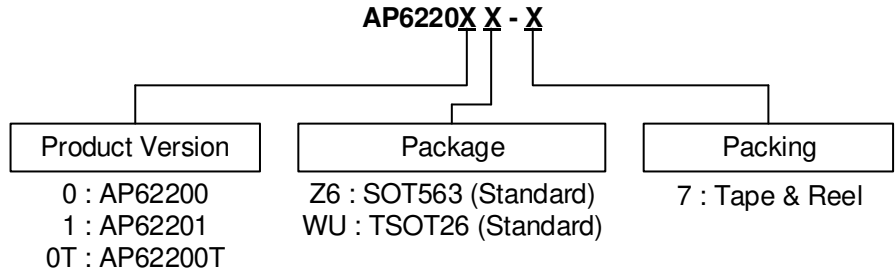 AP6220X X - X
Product Version
0 : AP62200
1 : AP62201
0T : AP62200T
Package
Z6 : SOT563 (Standard)
WU : TSOT26 (Standard)
Packing
7 : Tape & Reel